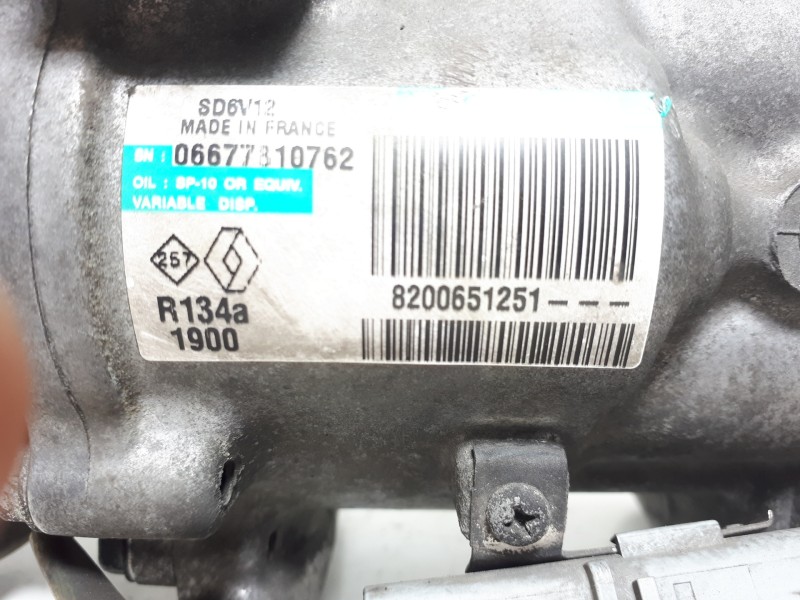 SD6V12
MADE IN FRANCE
SN : 06677810762
OIL : SP-10 OR EQUIV.
VARIABLE DISP.
257
R134a
1900
8200651251---